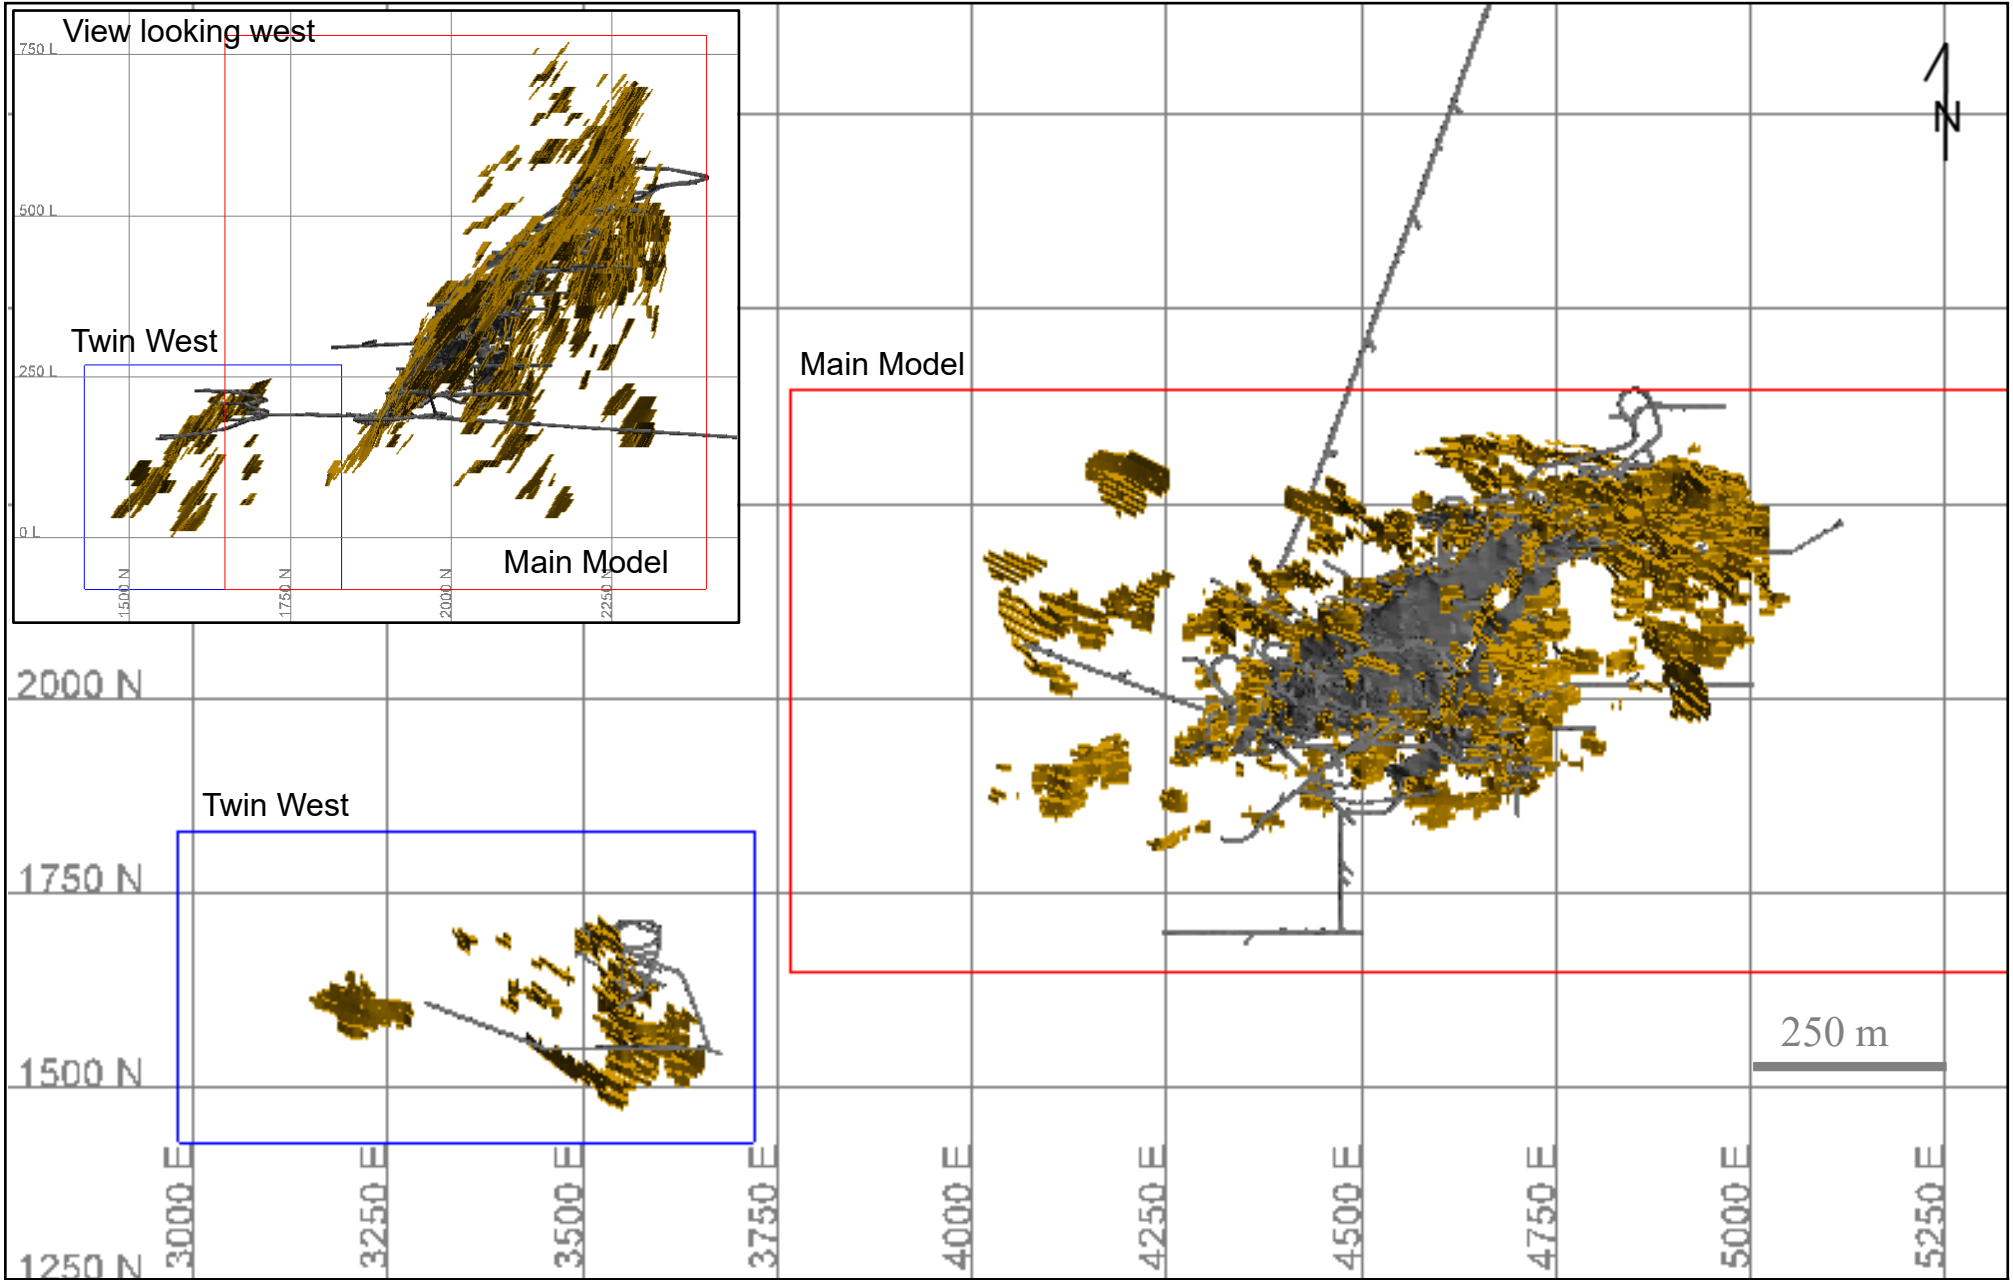 View looking west
750 L
500 L
Twin West
250 L
0 L
Main Model
1500 N
1750 N
2000 N
2250 N
N
Main Model
2000 N
Twin West
1750 N
1500 N
250 m
3000 E
3250 E
3500 E
3750 E
4000 E
4250 E
4500 E
4750 E
5000 E
5250 E
1250 N